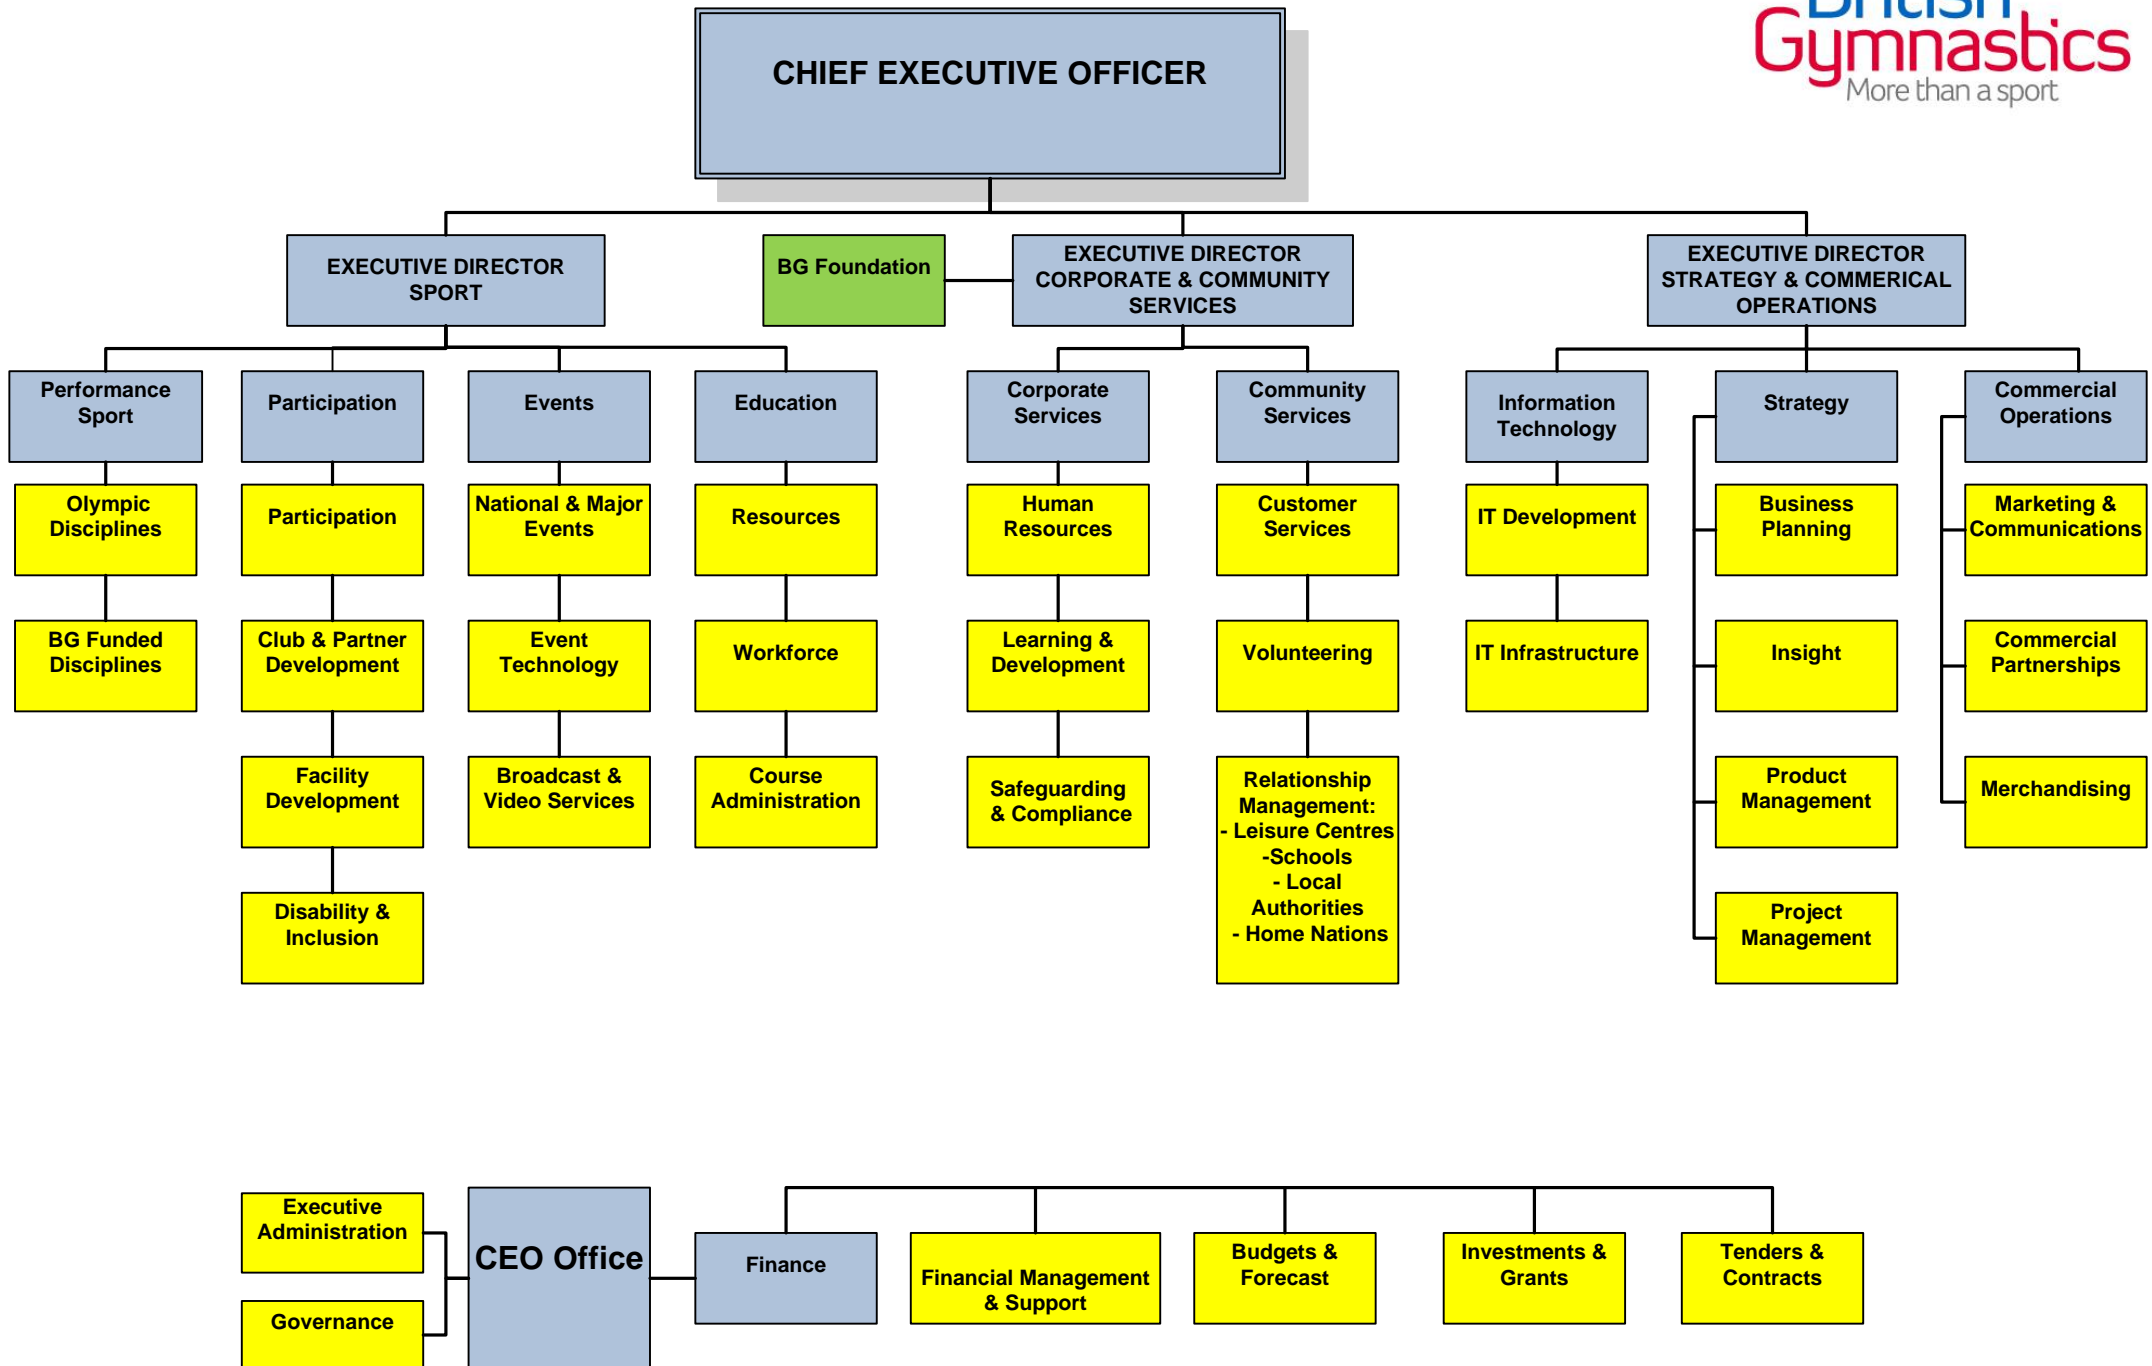 British
Gymnastics
More than a sport
CHIEF EXECUTIVE OFFICER
EXECUTIVE DIRECTOR
SPORT
BG Foundation
EXECUTIVE DIRECTOR
CORPORATE & COMMUNITY
SERVICES
EXECUTIVE DIRECTOR
STRATEGY & COMMERICAL
OPERATIONS
Performance
Sport
Participation
Events
Education
Corporate
Services
Community
Services
Information
Technology
Strategy
Commercial
Operations
Olympic
Disciplines
Participation
National & Major
Events
Resources
Human
Resources
Customer
Services
IT Development
Business
Planning
Marketing &
Communications
BG Funded
Disciplines
Club & Partner
Development
Event
Technology
Workforce
Learning &
Development
Volunteering
IT Infrastructure
Insight
Commercial
Partnerships
Facility
Development
Broadcast &
Video Services
Course
Administration
Safeguarding
& Compliance
Relationship
Management:
- Leisure Centres
-Schools
- Local
Authorities
- Home Nations
Product
Management
Merchandising
Disability &
Inclusion
Project
Management
Executive
Administration
Governance
CEO Office
Finance
Financial Management
& Support
Budgets &
Forecast
Investments &
Grants
Tenders &
Contracts